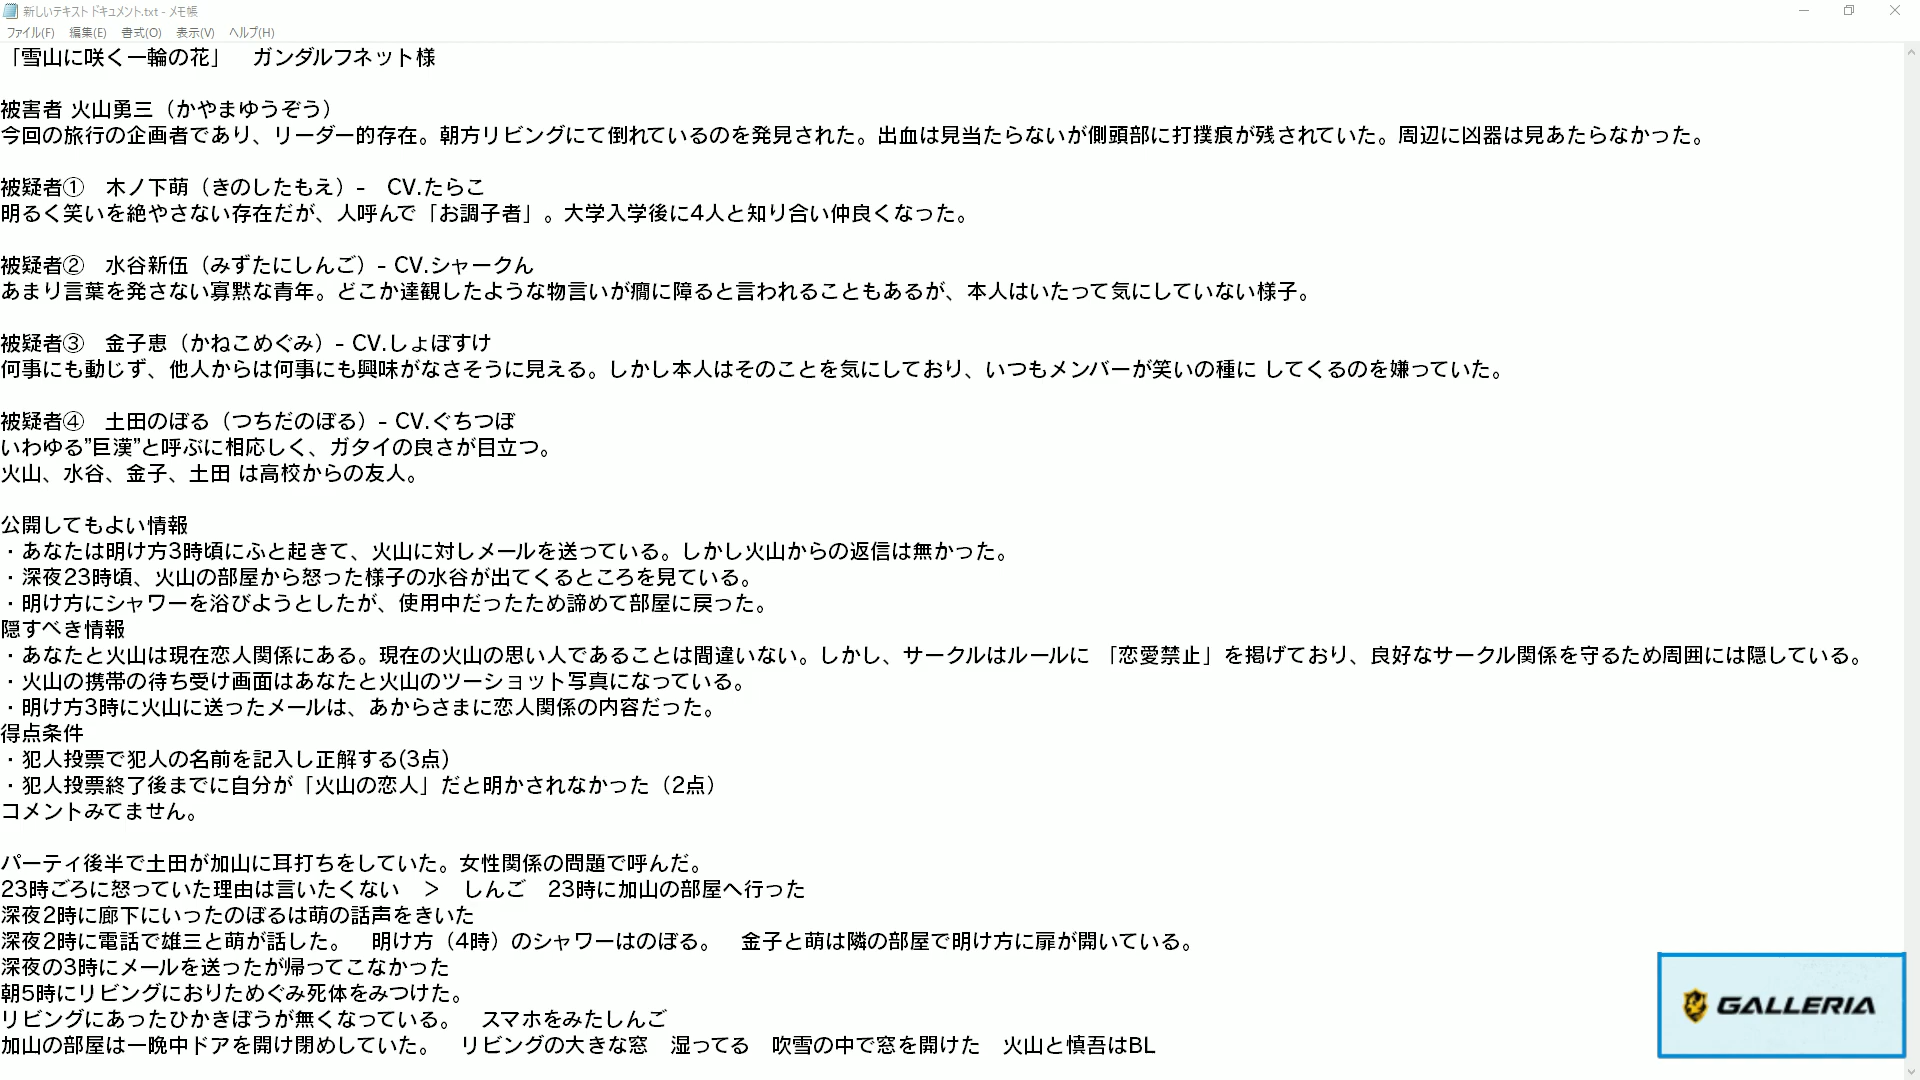 新しいテキスト ドキュメント.txt - メモ帳
ファイル(F) 編集(E) 書式(O) 表示(V) ヘルプ(H)
「雪山に咲く一輪の花」　ガンダルフネット様
被害者 火山勇三（かやまゆうぞう）
今回の旅行の企画者であり、リーダー的存在。朝方リビングにて倒れているのを発見された。出血は見当たらないが側頭部に打撲痕が残されていた。周辺に凶器は見あたらなかった。
被疑者①　木ノ下萌（きのしたもえ）-　CV.たらこ
明るく笑いを絶やさない存在だが、人呼んで「お調子者」。大学入学後に4人と知り合い仲良くなった。
被疑者②　水谷新伍（みずたにしんご）- CV.シャークん
あまり言葉を発さない寡黙な青年。どこか達観したような物言いが癇に障ると言われることもあるが、本人はいたって気にしていない様子。
被疑者③　金子恵（かねこめぐみ）- CV.しょぼすけ
何事にも動じず、他人からは何事にも興味がなさそうに見える。しかし本人はそのことを気にしており、いつもメンバーが笑いの種に してくるのを嫌っていた。
被疑者④　土田のぼる（つちだのぼる）- CV.ぐちつぼ
いわゆる”巨漢”と呼ぶに相応しく、ガタイの良さが目立つ。
火山、水谷、金子、土田 は高校からの友人。
公開してもよい情報
・あなたは明け方3時頃にふと起きて、火山に対しメールを送っている。しかし火山からの返信は無かった。
・深夜23時頃、火山の部屋から怒った様子の水谷が出てくるところを見ている。
・明け方にシャワーを浴びようとしたが、使用中だったため諦めて部屋に戻った。
隠すべき情報
・あなたと火山は現在恋人関係にある。現在の火山の思い人であることは間違いない。しかし、サークルはルールに 「恋愛禁止」を掲げており、良好なサークル関係を守るため周囲には隠している。
・火山の携帯の待ち受け画面はあなたと火山のツーショット写真になっている。
・明け方3時に火山に送ったメールは、あからさまに恋人関係の内容だった。
得点条件
・犯人投票で犯人の名前を記入し正解する(3点)
・犯人投票終了後までに自分が「火山の恋人」だと明かされなかった（2点）
コメントみてません。
パーティ後半で土田が加山に耳打ちをしていた。女性関係の問題で呼んだ。
23時ごろに怒っていた理由は言いたくない　＞　しんご　23時に加山の部屋へ行った
深夜2時に廊下にいったのぼるは萌の話声をきいた
深夜2時に電話で雄三と萌が話した。　明け方（4時）のシャワーはのぼる。　金子と萌は隣の部屋で明け方に扉が開いている。
深夜の3時にメールを送ったが帰ってこなかった
朝5時にリビングにおりためぐみ死体をみつけた。
リビングにあったひかきぼうが無くなっている。　スマホをみたしんご
加山の部屋は一晩中ドアを開け閉めしていた。　リビングの大きな窓　湿ってる　吹雪の中で窓を開けた　火山と慎吾はBL
GALLERIA